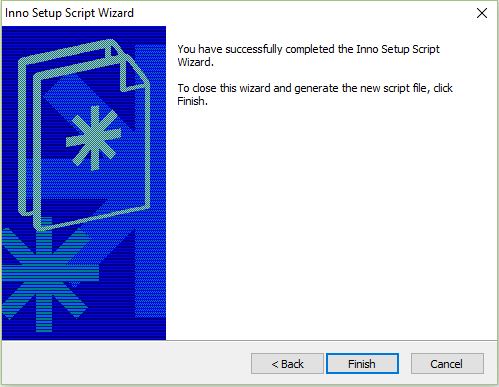 Inno Setup Script Wizard
You have successfully completed the Inno Setup Script
Wizard.
To close this wizard and generate the new script file, click
Finish.
< Back
Finish
Cancel